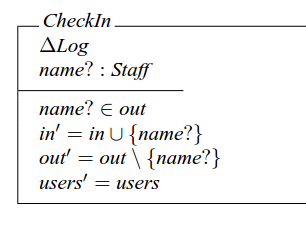 CheckIn
ΔLog
name? : Staff
name? ∈ out
in′ = in ∪ {name?}
out′ = out \ {name?}
users′ = users